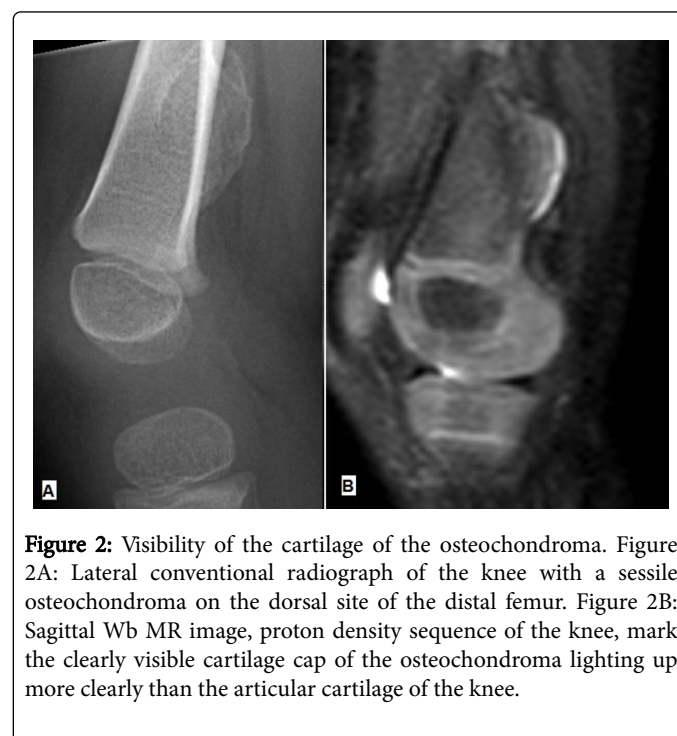 A
B
Figure 2: Visibility of the cartilage of the osteochondroma. Figure
2A: Lateral conventional radiograph of the knee with a sessile
osteochondroma on the dorsal site of the distal femur. Figure 2B:
Sagittal Wb MR image, proton density sequence of the knee, mark
the clearly visible cartilage cap of the osteochondroma lighting up
more clearly than the articular cartilage of the knee.